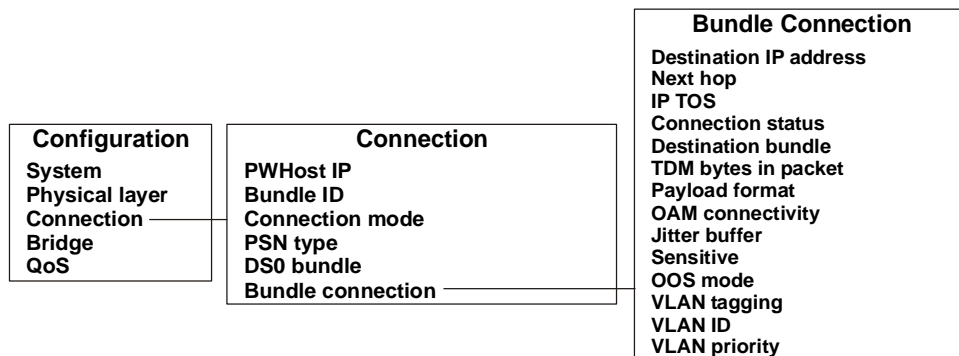 Configuration
System
Physical layer
Connection
Bridge
QoS
Connection
PWHost IP
Bundle ID
Connection mode
PSN type
DS0 bundle
Bundle connection
Bundle Connection
Destination IP address
Next hop
IP TOS
Connection status
Destination bundle
TDM bytes in packet
Payload format
OAM connectivity
Jitter buffer
Sensitive
OOS mode
VLAN tagging
VLAN ID
VLAN priority